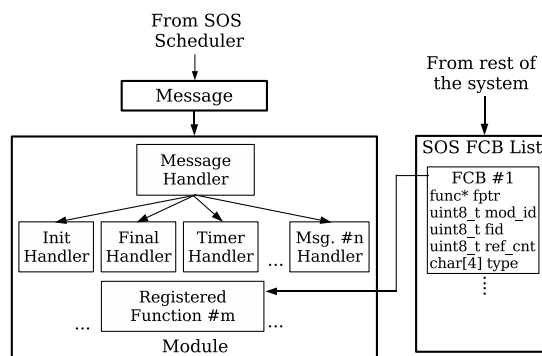 From SOS
Scheduler
Message
Message
Handler
Init
Handler
Final
Handler
Timer
Handler
...
Msg. #n
Handler
...
Registered
Function #m
...
Module
From rest of
the system
SOS FCB List
FCB #1
func* fptr
uint8_t mod_id
uint8_t fid
uint8_t ref_cnt
char[4] type